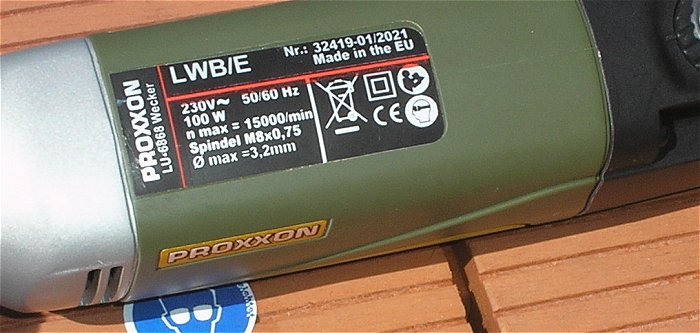 PROXXON
LU-6868 Wecker
LWB/E
Nr.: 32419-01/2021
Made in the EU
230V~ 50/60 Hz
100 W
n max = 15000/min
Spindel M8x0,75
Ø max =3,2mm
CE
PROXXON